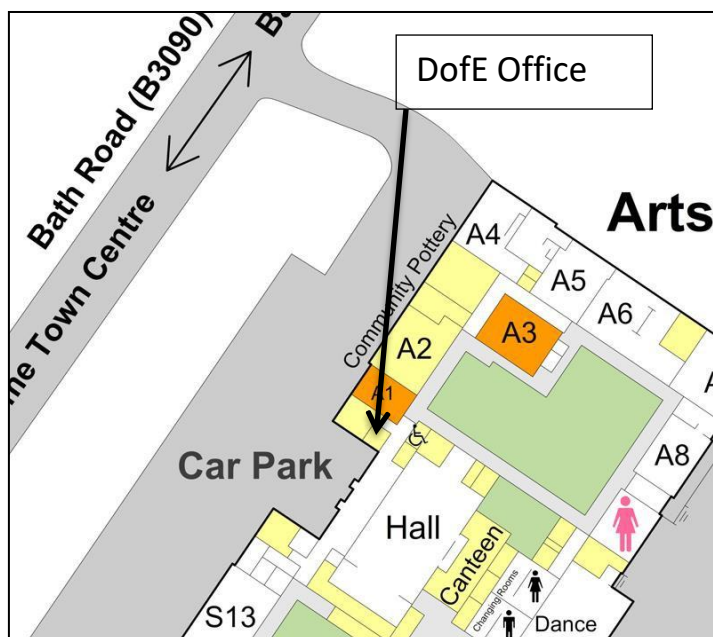 Bath Road (B3090)
Ba
DofE Office
Arts
A4
Community Pottery
A5
A6
A3
A2
ne Town Centre
A1
A8
Car Park
Hall
Canteen
Changing Rooms
S13
Dance